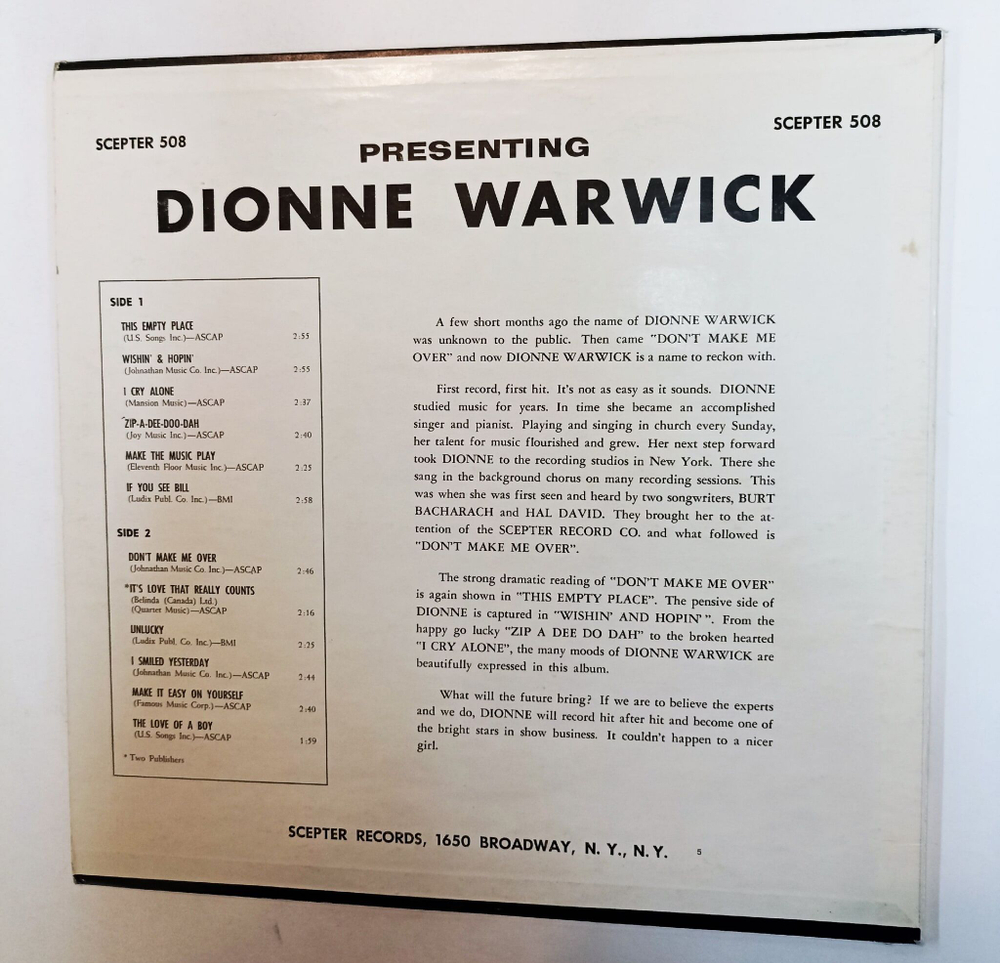 SCEPTER 508
SCEPTER 508
PRESENTING
DIONNE WARWICK
SIDE 1
THIS EMPTY PLACE
(U.S. Songs Inc.)—ASCAP 2:55
WISHIN' & HOPIN'
(Johnathan Music Co. Inc.)—ASCAP 2:55
I CRY ALONE
(Mansion Music)—ASCAP 2:37
ZIP-A-DEE-DOO-DAH
(Joy Music Inc.)—ASCAP 2:40
MAKE THE MUSIC PLAY
(Eleventh Floor Music Inc.)—ASCAP 2:25
IF YOU SEE BILL
(Ludix Publ. Co. Inc.)—BMI 2:58
SIDE 2
DON'T MAKE ME OVER
(Johnathan Music Co. Inc.)—ASCAP 2:46
*IT'S LOVE THAT REALLY COUNTS
(Belinda (Canada) Ltd.)
(Quartet Music)—ASCAP 2:16
UNLUCKY
(Ludix Publ. Co. Inc.)—BMI 2:25
I SMILED YESTERDAY
(Johnathan Music Co. Inc.)—ASCAP 2:44
MAKE IT EASY ON YOURSELF
(Famous Music Corp.)—ASCAP 2:40
THE LOVE OF A BOY
(U.S. Songs Inc.)—ASCAP 1:59
* Two Publishers
A few short months ago the name of DIONNE WARWICK
was unknown to the public. Then came "DON'T MAKE ME
OVER" and now DIONNE WARWICK is a name to reckon with.
First record, first hit. It's not as easy as it sounds. DIONNE
studied music for years. In time she became an accomplished
singer and pianist. Playing and singing in church every Sunday,
her talent for music flourished and grew. Her next step forward
took DIONNE to the recording studios in New York. There she
sang in the background chorus on many recording sessions. This
was when she was first seen and heard by two songwriters, BURT
BACHARACH and HAL DAVID. They brought her to the at-
tention of the SCEPTER RECORD CO. and what followed is
"DON'T MAKE ME OVER".
The strong dramatic reading of "DON'T MAKE ME OVER"
is again shown in "THIS EMPTY PLACE". The pensive side of
DIONNE is captured in "WISHIN' AND HOPIN' ". From the
happy go lucky "ZIP A DEE DO DAH" to the broken hearted
"I CRY ALONE", the many moods of DIONNE WARWICK are
beautifully expressed in this album.
What will the future bring? If we are to believe the experts
and we do, DIONNE will record hit after hit and become one of
the bright stars in show business. It couldn't happen to a nicer
girl.
SCEPTER RECORDS, 1650 BROADWAY, N. Y., N. Y. 5